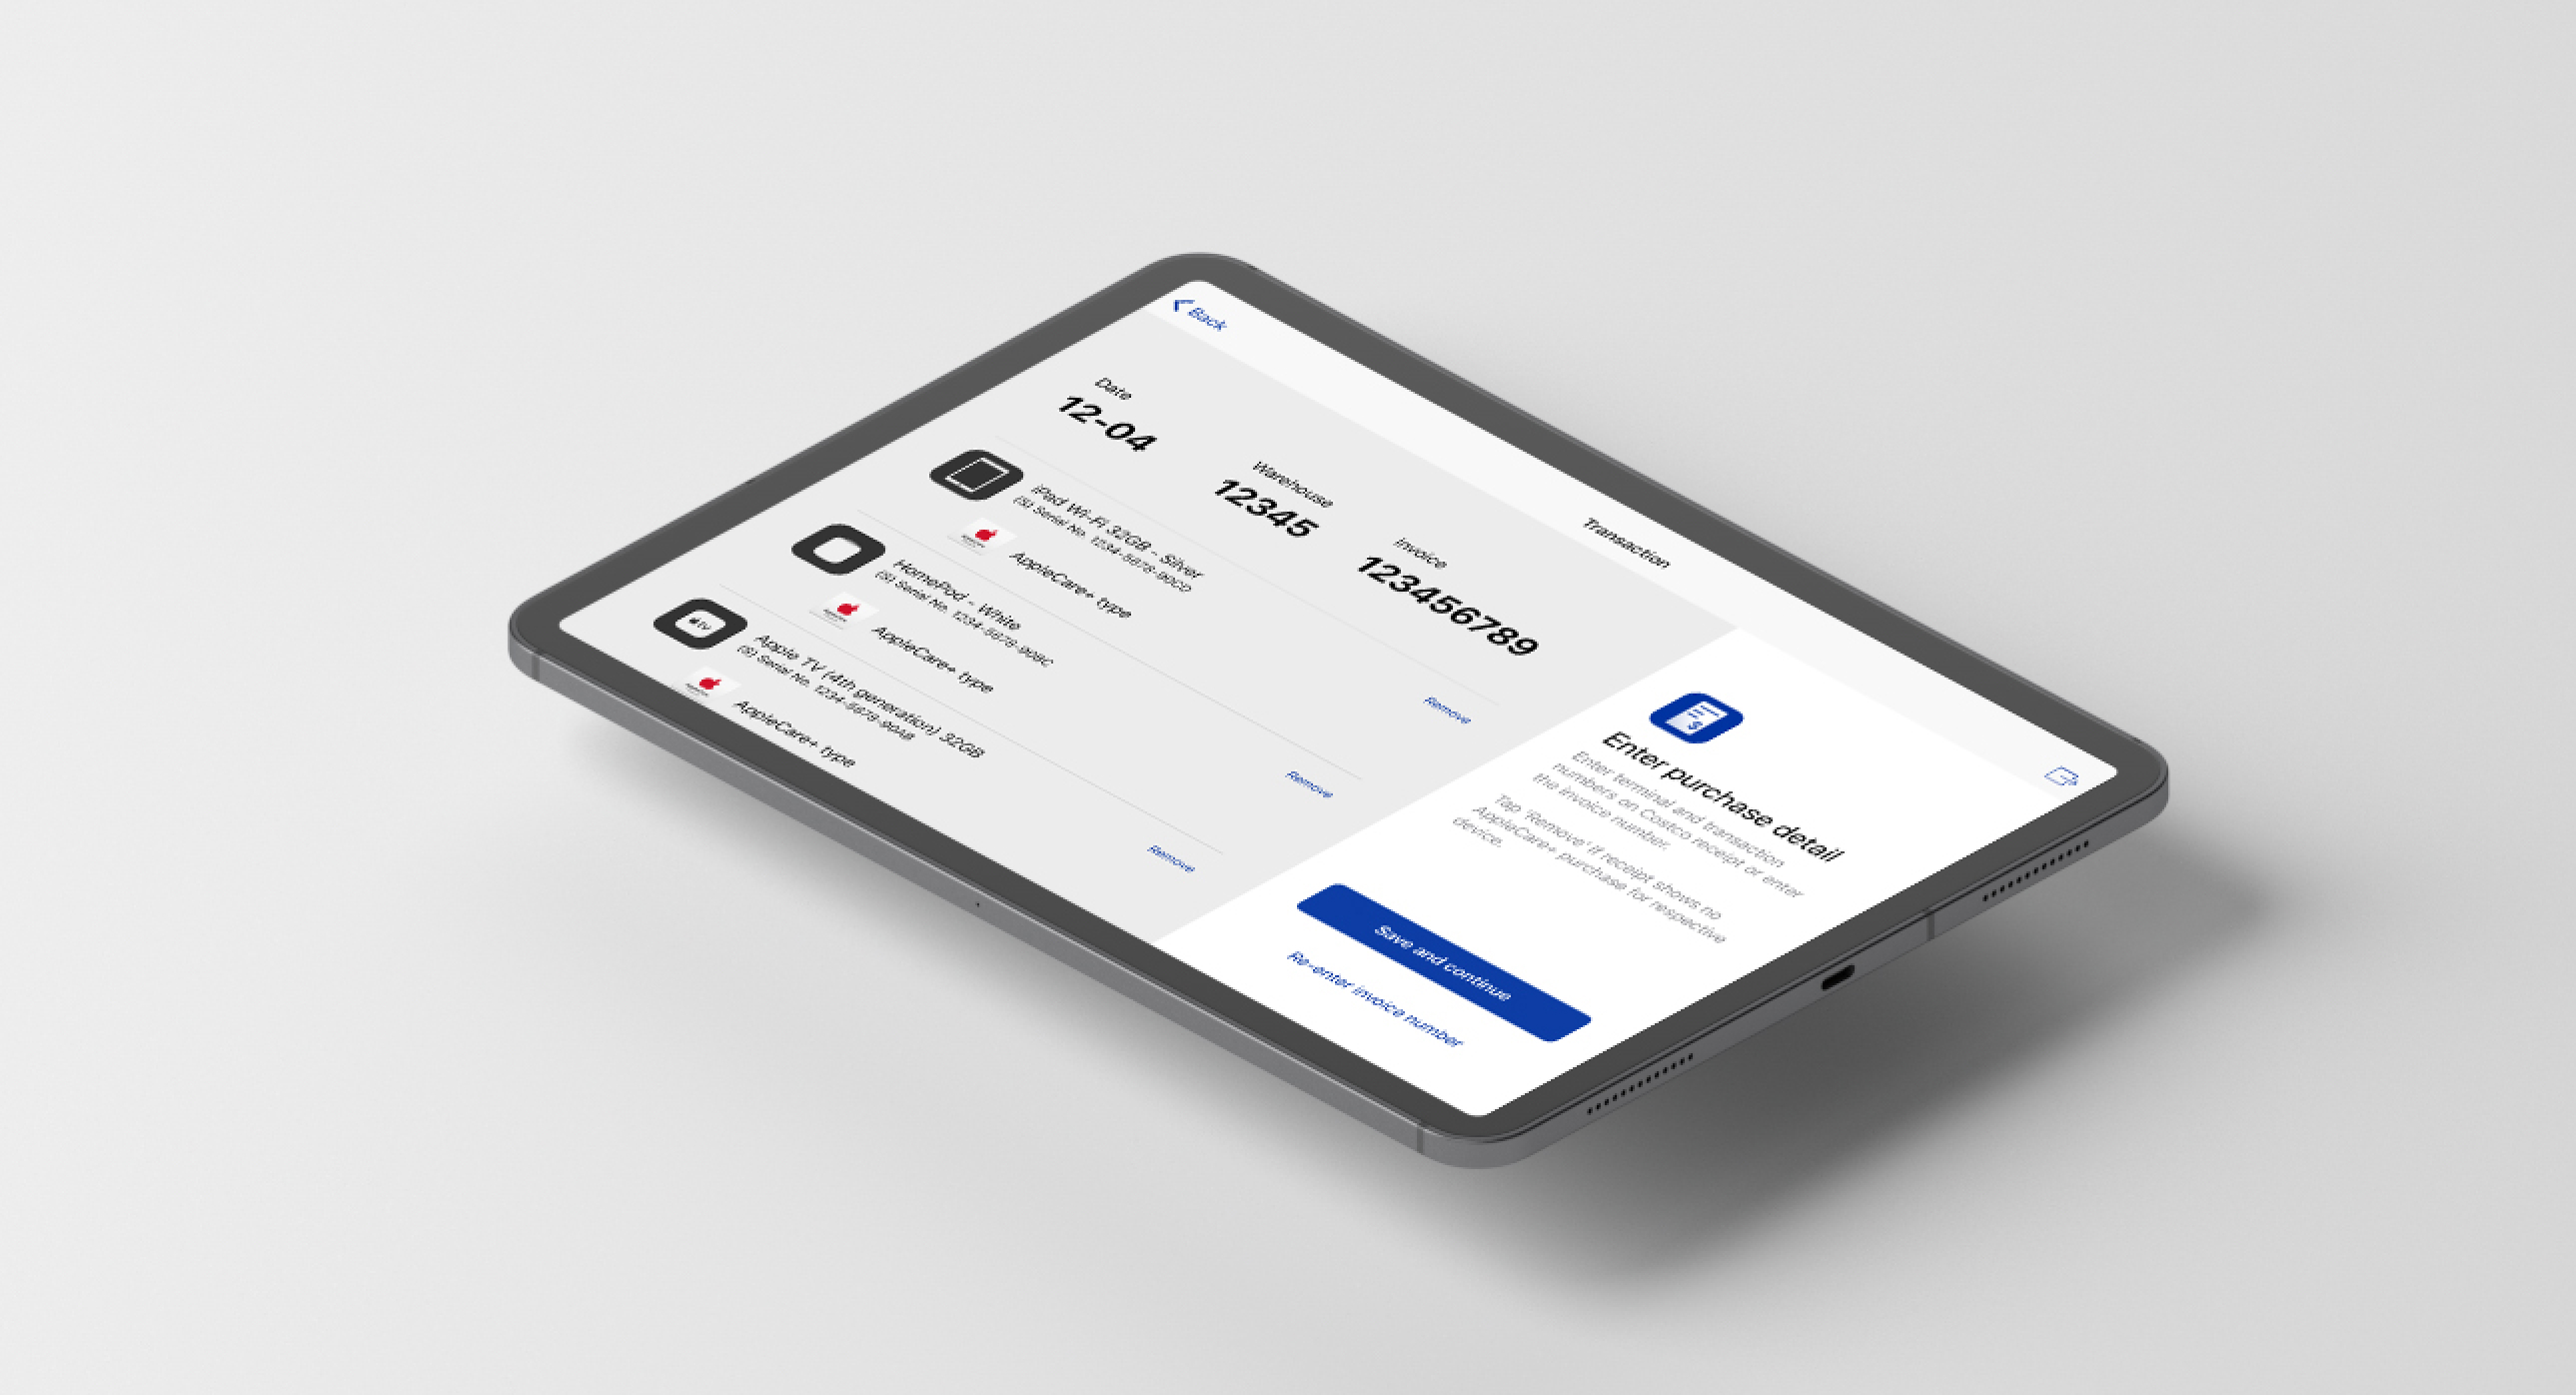 Back
Transaction
Date
12-04
Warehouse
12345
Invoice
123456789
iPad Wi-Fi 32GB - Silver
(S) Serial No. 1234-5678-90CD
AppleCare+ type
Remove
HomePod - White
(S) Serial No. 1234-5678-90BC
AppleCare+ type
Remove
tv
Apple TV (4th generation) 32GB
(S) Serial No. 1234-5678-90AB
AppleCare+ type
Remove
$
Enter purchase detail
Enter terminal and transaction
numbers on Costco receipt or enter
the invoice number.
Tap 'Remove' if receipt shows no
AppleCare+ purchase for respective
device.
Save and continue
Re-enter invoice number